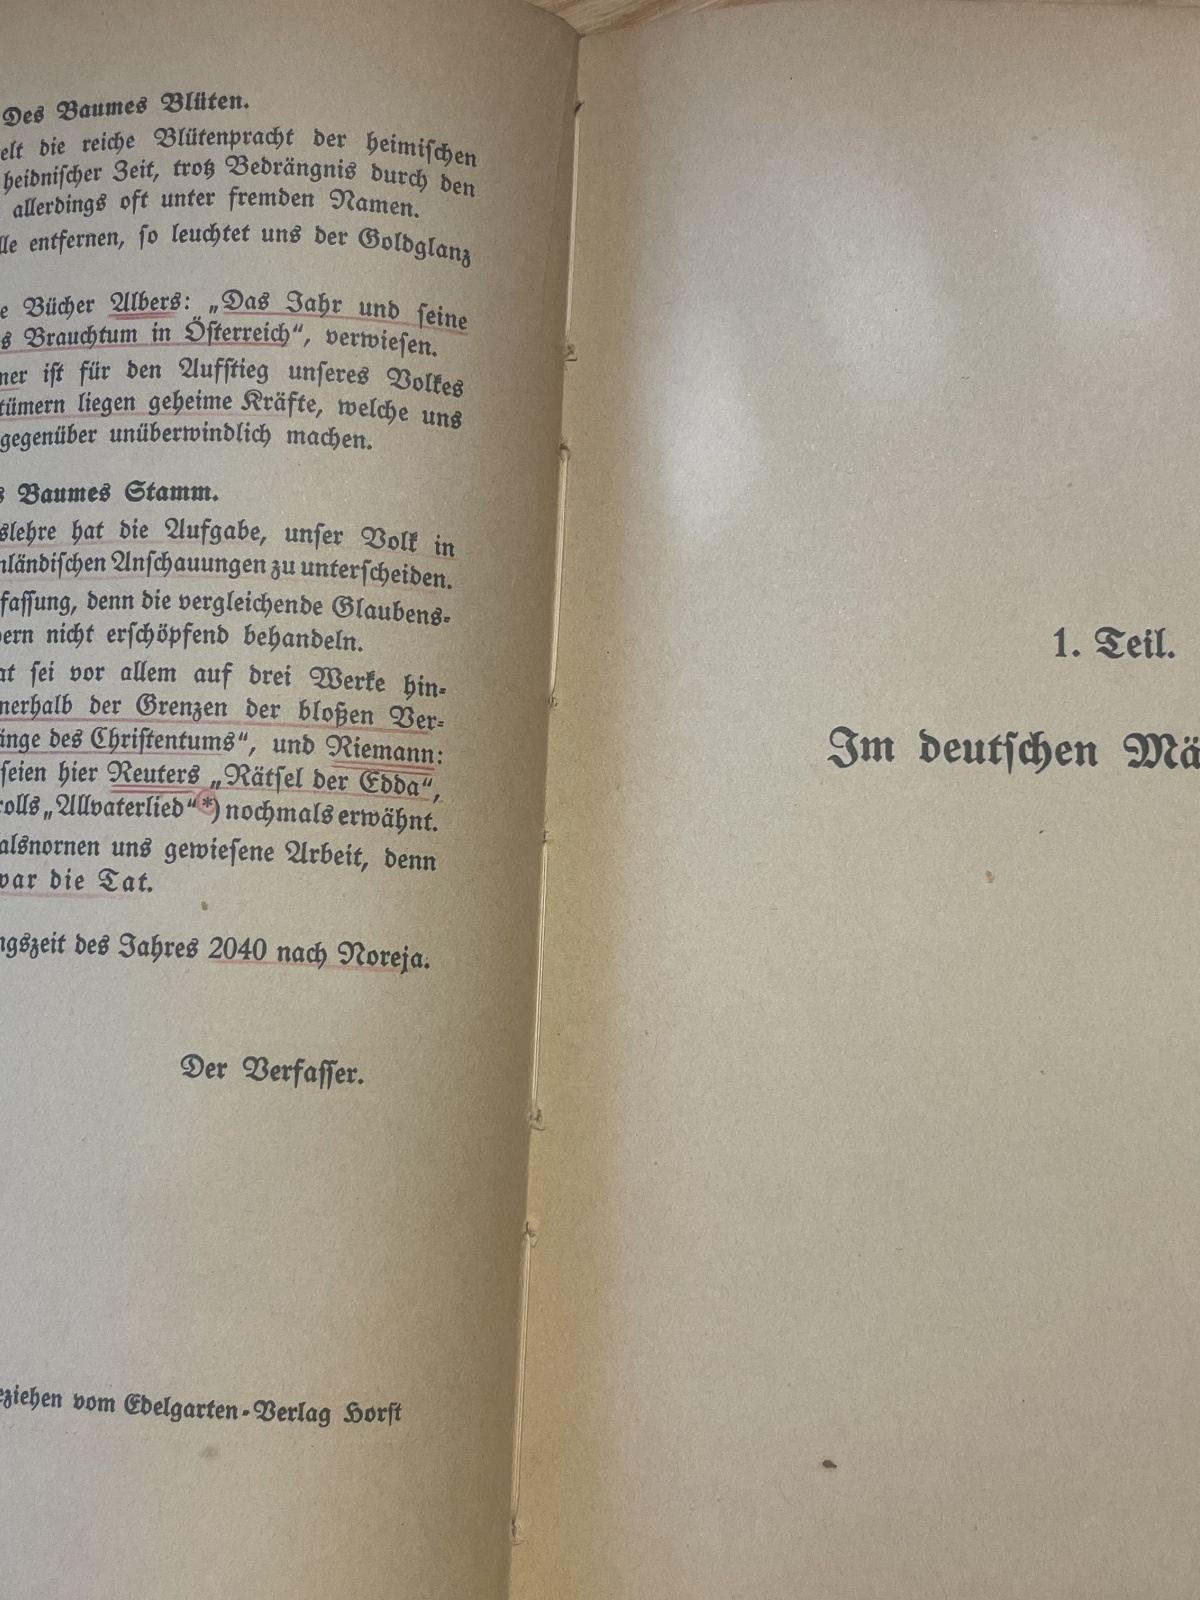 Des Baumes Blüten.
elt die reiche Blütenpracht der heimischen
heidnischer Zeit, trotz Bedrängnis durch den
allerdings oft unter fremden Namen.
lle entfernen, so leuchtet uns der Goldglanz
e Bücher Albers: „Das Jahr und seine
s Brauchtum in Österreich“, verwiesen.
ner ist für den Aufstieg unseres Volkes
tümern liegen geheime Kräfte, welche uns
gegenüber unüberwindlich machen.
s Baumes Stamm.
slehre hat die Aufgabe, unser Volk in
nländischen Anschauungen zu unterscheiden.
fassung, denn die vergleichende Glaubens-
ern nicht erschöpfend behandeln.
at sei vor allem auf drei Werke hin-
nerhalb der Grenzen der bloßen Ver-
änge des Christentums“, und Riemann:
seien hier Reuters „Rätsel der Edda“,
rolls „Allvaterlied“*) nochmals erwähnt.
alsnornen uns gewiesene Arbeit, denn
war die Tat.
ngszeit des Jahres 2040 nach Noreja.
Der Verfasser.
eziehen vom Edelgarten-Verlag Horst
1. Teil.
Im deutschen Mä